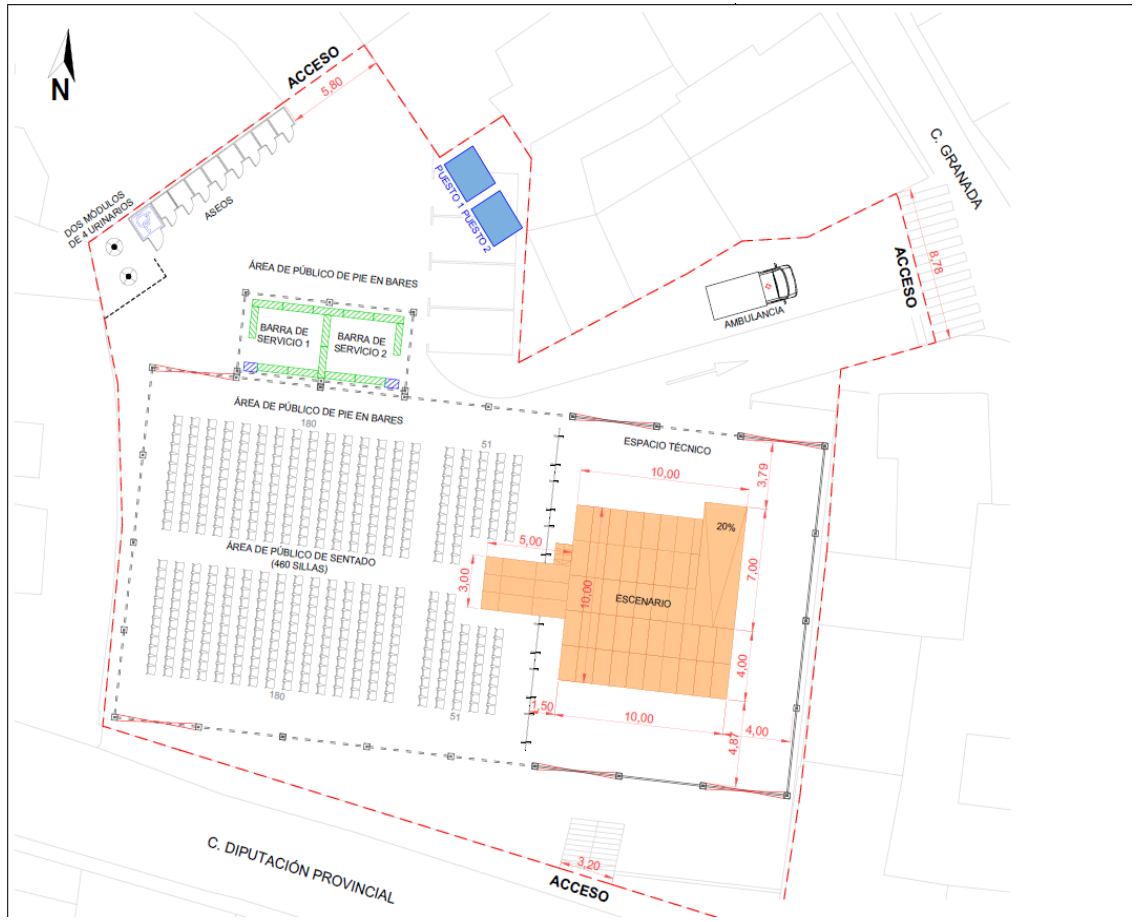 N
ACCESO
5,80
C. GRANADA
DOS MÓDULOS
DE 4 URINARIOS
ASEOS
PUESTO 1
PUESTO 2
ACCESO
8,78
AMBULANCIA
ÁREA DE PÚBLICO DE PIE EN BARES
BARRA DE
SERVICIO 1
BARRA DE
SERVICIO 2
ÁREA DE PÚBLICO DE PIE EN BARES
180
51
ESPACIO TÉCNICO
10,00
3,79
20%
5,00
ÁREA DE PÚBLICO DE SENTADO
(460 SILLAS)
3,00
10,00
ESCENARIO
7,00
4,00
180
51
1,50
10,00
4,00
4,87
C. DIPUTACIÓN PROVINCIAL
3,20
ACCESO